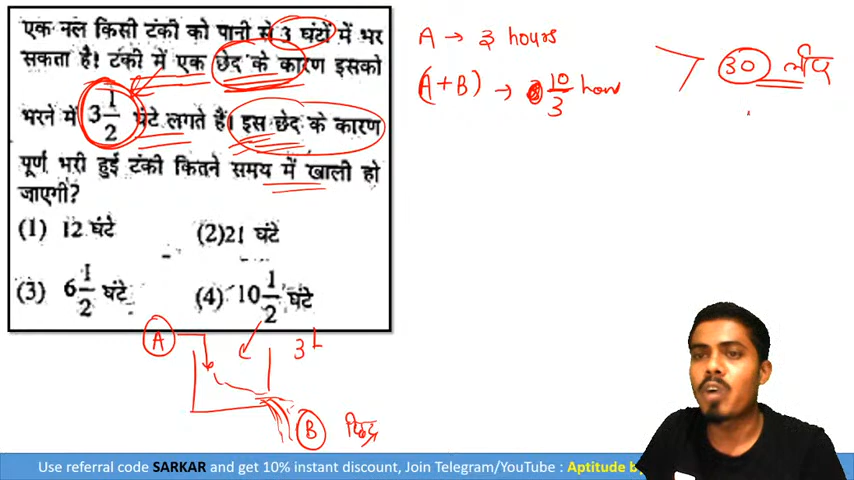 एक नल किसी टंकी को पानी से 3 घंटों में भर
सकता है! टंकी में एक छेद के कारण इसको
भरने में 3 1/2 घंटे लगते हैं। इस छेद के कारण
पूर्ण भरी हुई टंकी कितने समय में खाली हो
जाएगी?
(1) 12 घंटे
(2) 21 घंटे
(3) 6 1/2 घंटे
(4) 10 1/2 घंटे
A → 3 hours
(A+B) → 10/3 hour
30
A
3
B
Use referral code SARKAR and get 10% instant discount, Join Telegram/YouTube : Aptitude b